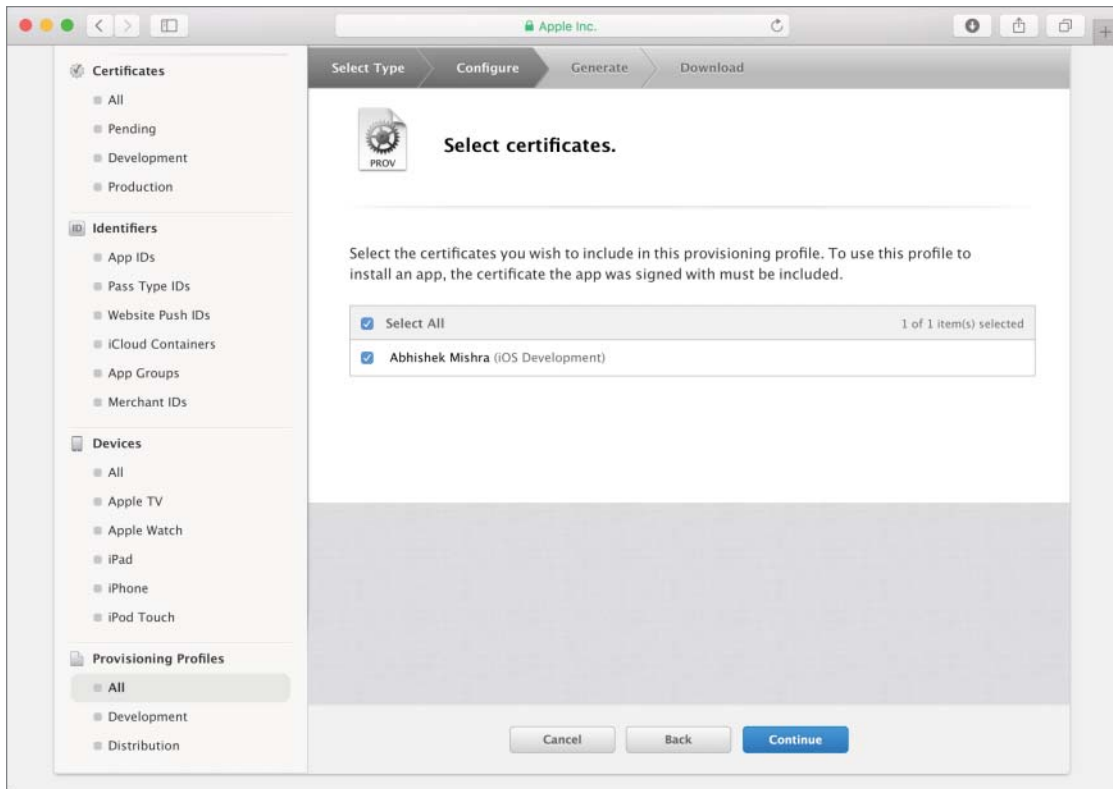 Apple Inc.
Certificates
All
Pending
Development
Production
ID Identifiers
App IDs
Pass Type IDs
Website Push IDs
iCloud Containers
App Groups
Merchant IDs
Devices
All
Apple TV
Apple Watch
iPad
iPhone
iPod Touch
Provisioning Profiles
All
Development
Distribution
Select Type Configure Generate Download
PROV
Select certificates.
Select the certificates you wish to include in this provisioning profile. To use this profile to
install an app, the certificate the app was signed with must be included.
Select All 1 of 1 item(s) selected
Abhishek Mishra (iOS Development)
Cancel Back Continue